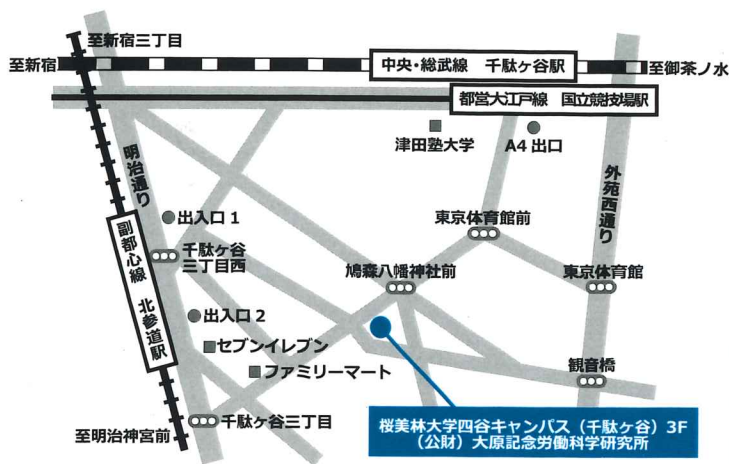 至新宿三丁目
至新宿
中央・総武線 千駄ヶ谷駅
至御茶ノ水
都営大江戸線 国立競技場駅
津田塾大学
A4 出口
明治通り
外苑西通り
出入口 1
東京体育館前
千駄ヶ谷
三丁目西
鳩森八幡神社前
東京体育館
副都心線 北参道駅
出入口 2
セブンイレブン
ファミリーマート
観音橋
千駄ヶ谷三丁目
至明治神宮前
桜美林大学四谷キャンパス（千駄ヶ谷）3F
（公財）大原記念労働科学研究所